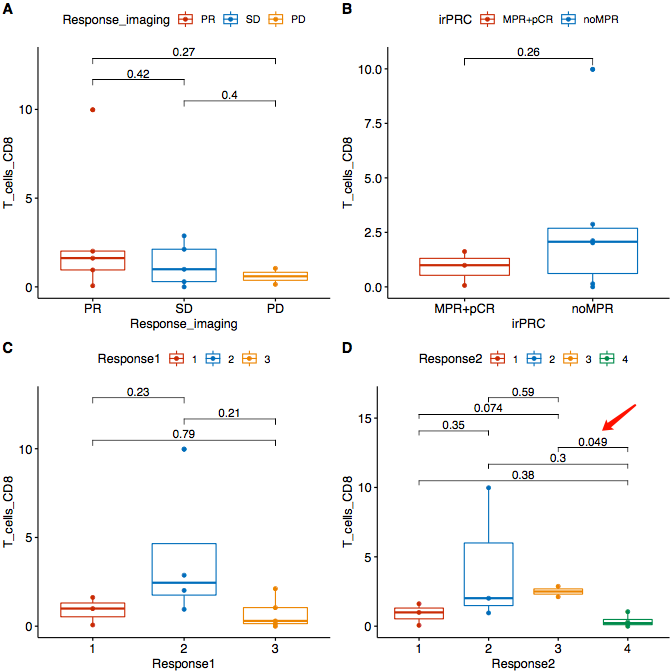 A
Response_imaging PR SD PD
0.27
0.42
0.4
10
5
0
T_cells_CD8
PR SD PD
Response_imaging
B
irPRC MPR+pCR noMPR
0.26
10.0
7.5
5.0
2.5
0.0
T_cells_CD8
MPR+pCR noMPR
irPRC
C
Response1 1 2 3
0.23
0.21
0.79
10
5
0
T_cells_CD8
1 2 3
Response1
D
Response2 1 2 3 4
0.59
0.074
0.35
0.049
0.3
0.38
15
10
5
0
T_cells_CD8
1 2 3 4
Response2